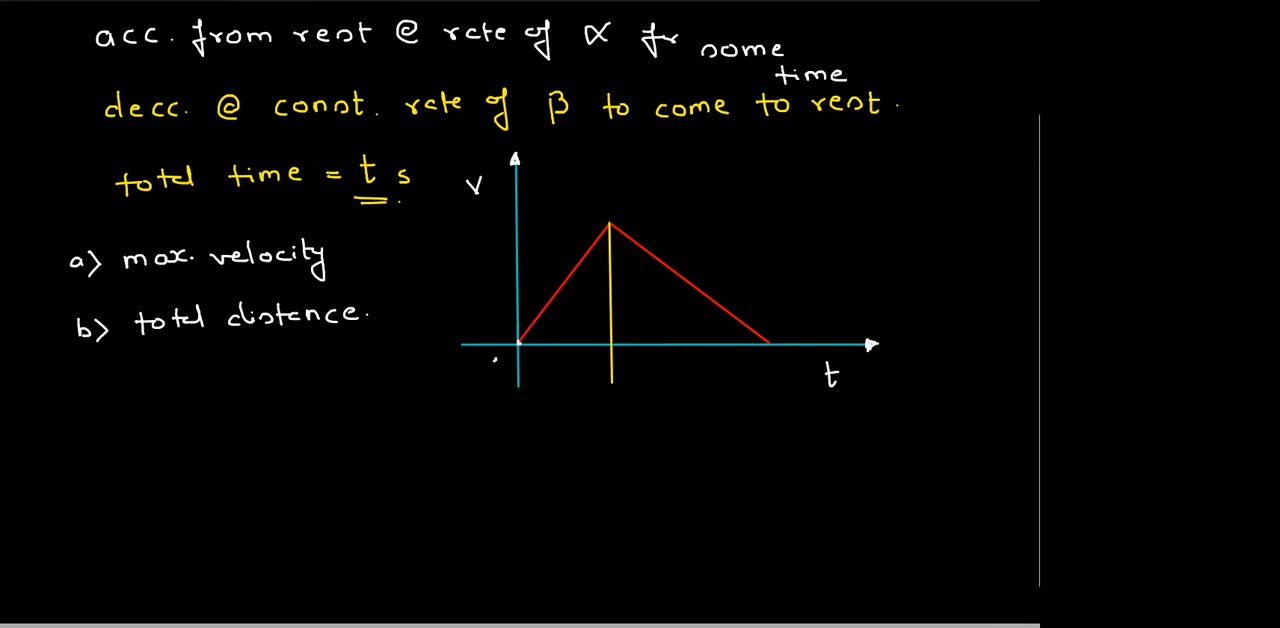 acc. from rest @ rate of α fr some
time
decc. @ const. rate of β to come to rest.
total time = t s.
v
a) max. velocity
b) total distance.
t